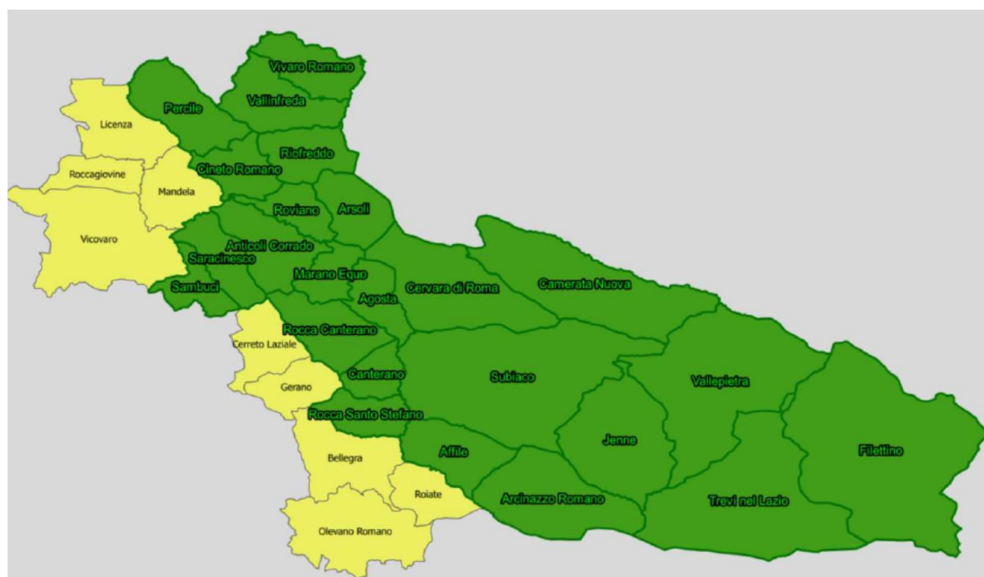 Vivaro Romano
Vallinfreda
Percile
Licenza
Riofreddo
Cineto Romano
Roccagiovine
Mandela
Roviano
Arsoli
Vicovaro
Anticoli Corrado
Saracinesco
Marano Equo
Sambuci
Agosta
Cervara di Roma
Camerata Nuova
Rocca Canterano
Cerreto Laziale
Canterano
Subiaco
Vallepietra
Gerano
Rocca Santo Stefano
Jenne
Affile
Filettino
Bellegra
Roiate
Arcinazzo Romano
Trevi nel Lazio
Olevano Romano